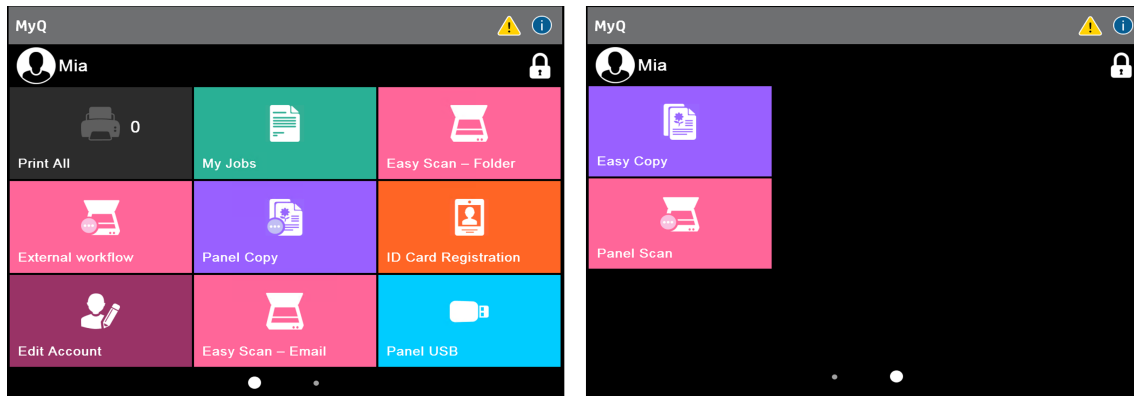 MyQ
Mia
0
Print All
My Jobs
Easy Scan – Folder
External workflow
Panel Copy
ID Card Registration
Edit Account
Easy Scan – Email
Panel USB
MyQ
Mia
Easy Copy
Panel Scan